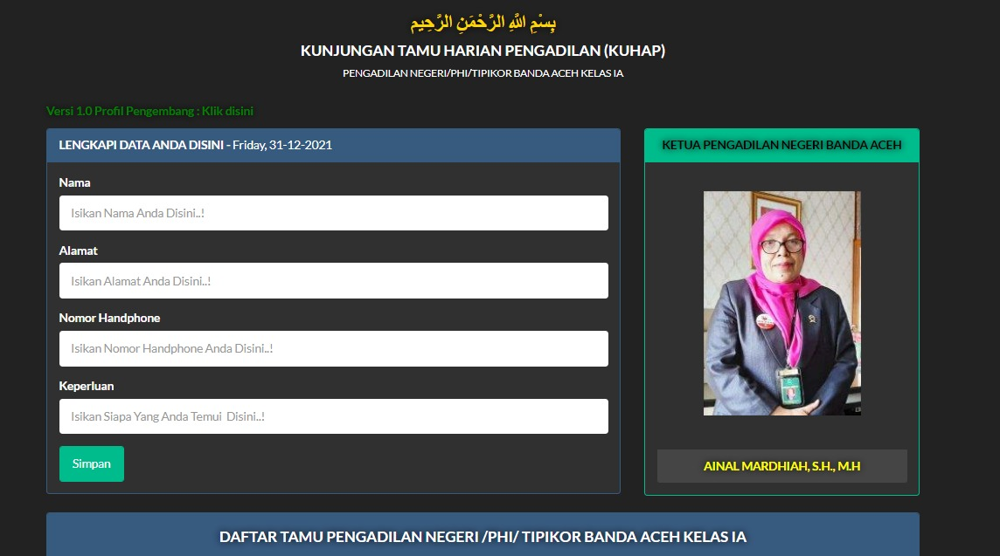 بِسْمِ اللَّهِ الرَّحْمَنِ الرَّحِيم
KUNJUNGAN TAMU HARIAN PENGADILAN (KUHAP)
PENGADILAN NEGERI/PHI/TIPIKOR BANDA ACEH KELAS IA
Versi 1.0 Profil Pengembang : Klik disini
LENGKAPI DATA ANDA DISINI - Friday, 31-12-2021
Nama
Isikan Nama Anda Disini..!
Alamat
Isikan Alamat Anda Disini..!
Nomor Handphone
Isikan Nomor Handphone Anda Disini..!
Keperluan
Isikan Siapa Yang Anda Temui  Disini..!
Simpan
KETUA PENGADILAN NEGERI BANDA ACEH
AINAL MARDHIAH, S.H., M.H
DAFTAR TAMU PENGADILAN NEGERI /PHI/ TIPIKOR BANDA ACEH KELAS IA